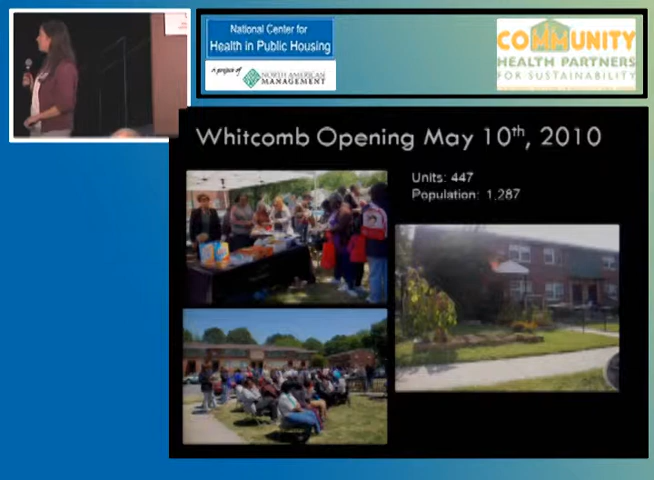 National Center for
Health in Public Housing
a project of
NORTH AMERICAN
MANAGEMENT
COMMUNITY
HEALTH PARTNERS
FOR SUSTAINABILITY
Whitcomb Opening May 10th, 2010
Units: 447
Population: 1,287